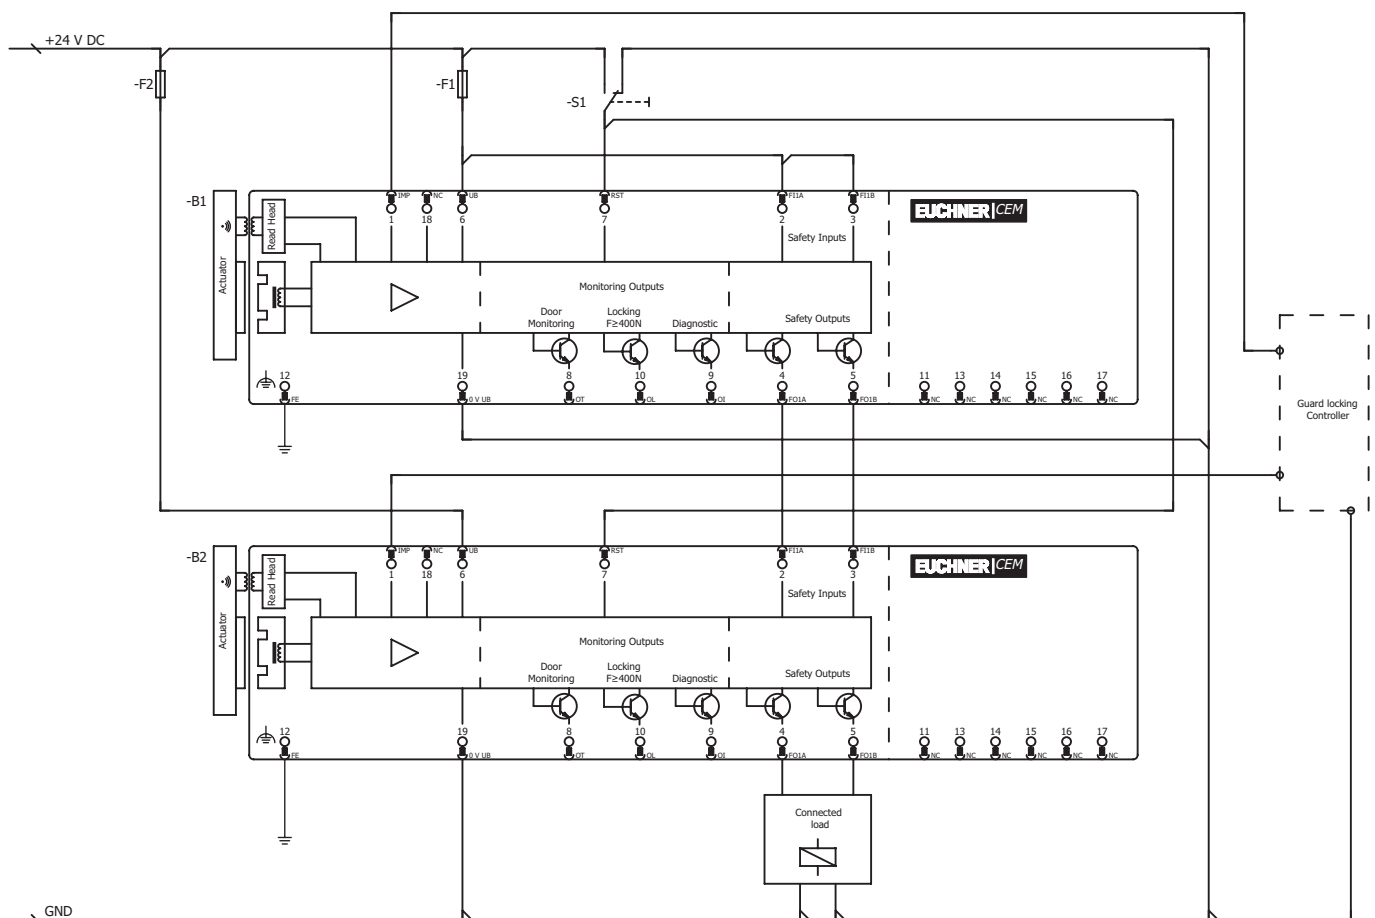 +24 V DC
-F2
-F1
-S1
-B1
IMP
NC
UB
RST
FI1A
FI1B
1
18
6
7
2
3
EUCHNER|CEM
Read Head
Actuator
Safety Inputs
Monitoring Outputs
Door
Monitoring
Locking
F≥400N
Diagnostic
Safety Outputs
12
19
8
10
9
4
5
11
13
14
15
16
17
FE
0 V UB
OT
OL
OI
FO1A
FO1B
NC
NC
NC
NC
NC
NC
Guard locking
Controller
-B2
IMP
NC
UB
RST
FI1A
FI1B
1
18
6
7
2
3
EUCHNER|CEM
Read Head
Actuator
Safety Inputs
Monitoring Outputs
Door
Monitoring
Locking
F≥400N
Diagnostic
Safety Outputs
12
19
8
10
9
4
5
11
13
14
15
16
17
FE
0 V UB
OT
OL
OI
FO1A
FO1B
NC
NC
NC
NC
NC
NC
Connected
load
GND